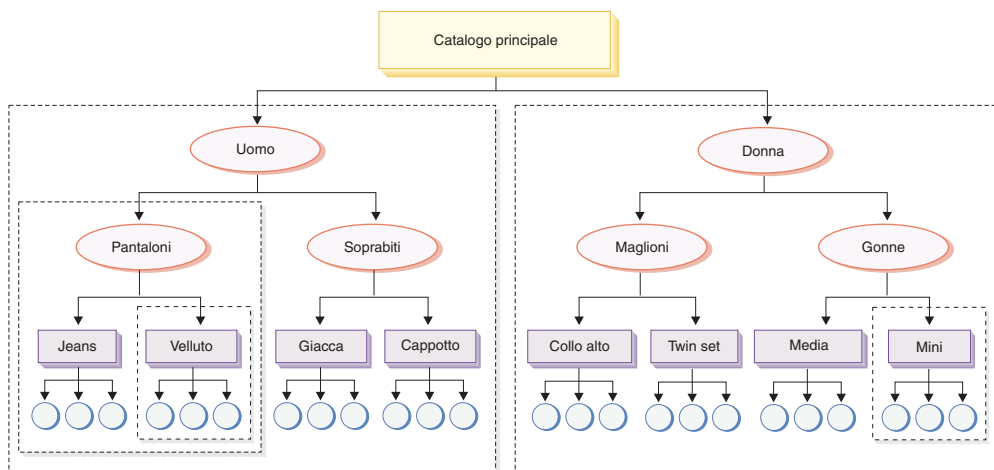 Catalogo principale
Uomo
Donna
Pantaloni
Soprabiti
Maglioni
Gonne
Jeans
Velluto
Giacca
Cappotto
Collo alto
Twin set
Media
Mini